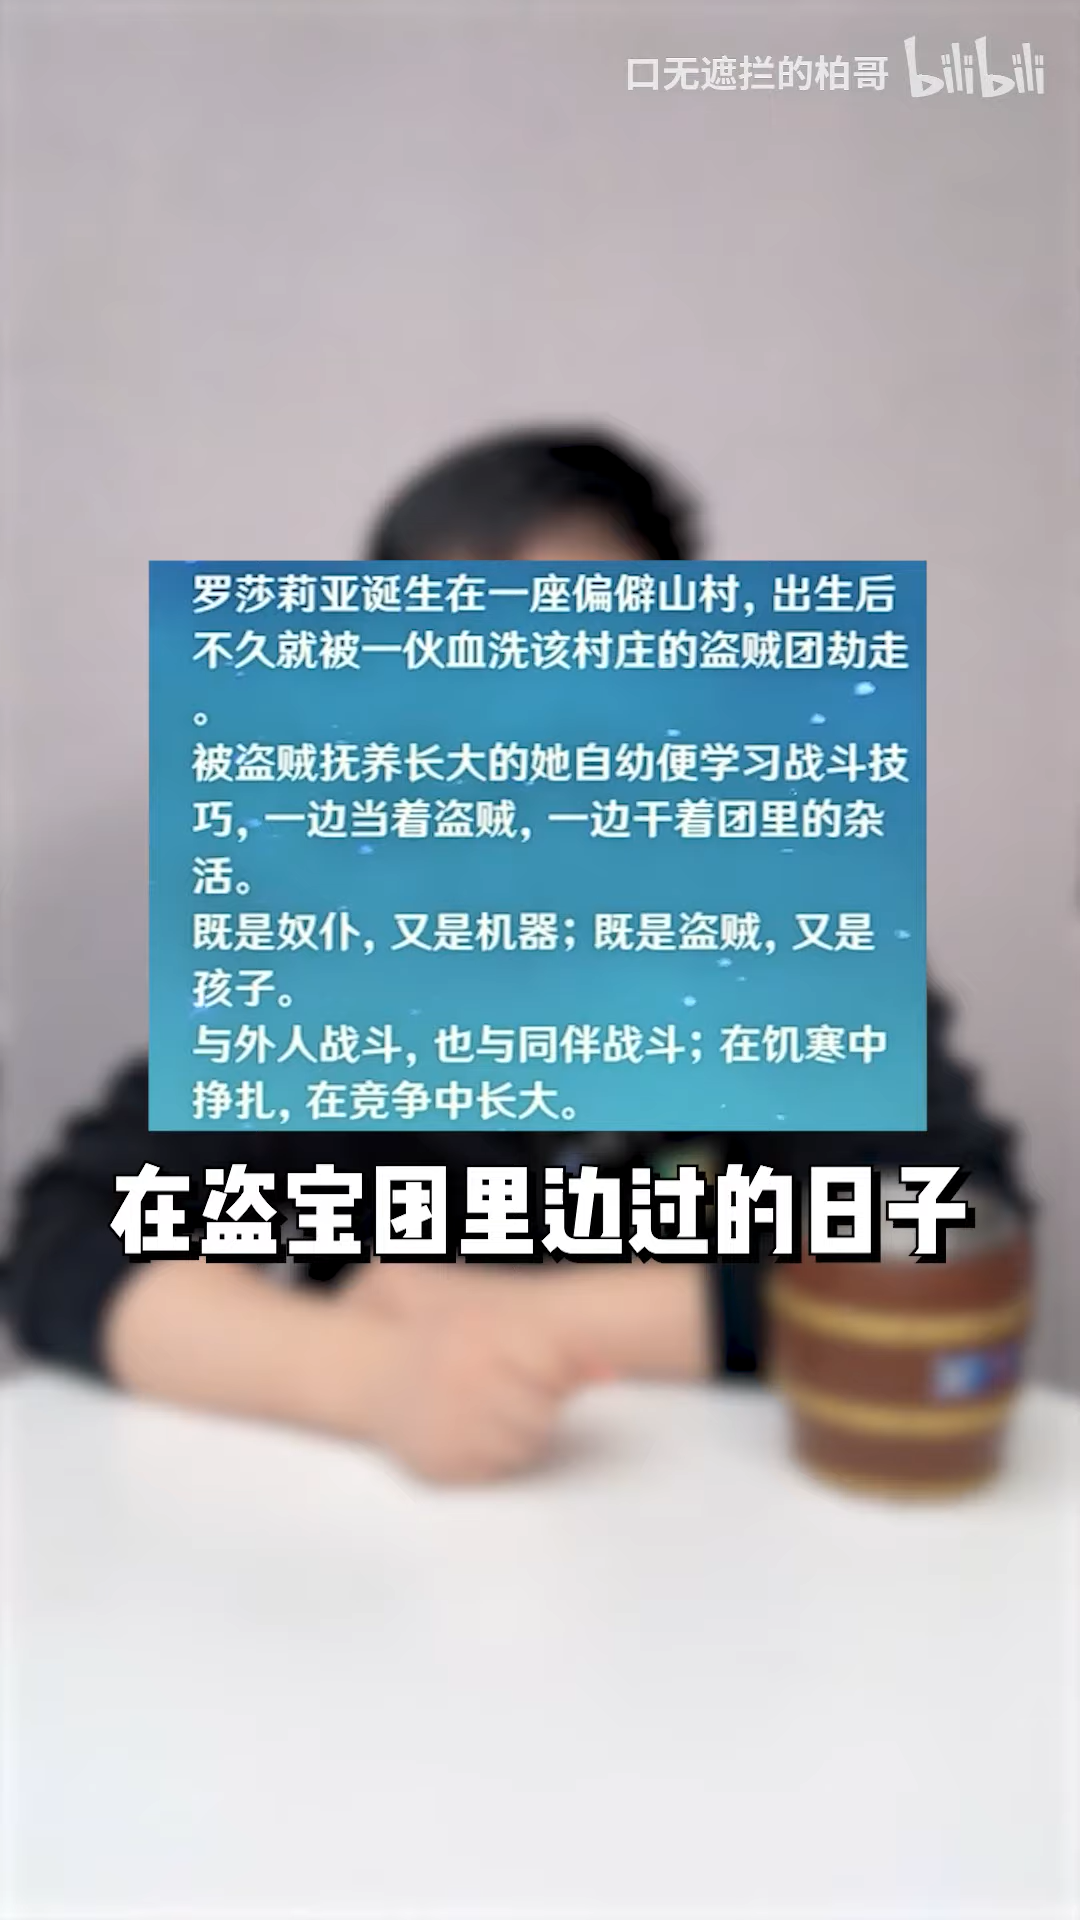 口无遮拦的柏哥 bilibili
罗莎莉亚诞生在一座偏僻山村，出生后
不久就被一伙血洗该村庄的盗贼团劫走
。
被盗贼抚养长大的她自幼便学习战斗技
巧，一边当着盗贼，一边干着团里的杂
活。
既是奴仆，又是机器；既是盗贼，又是
孩子。
与外人战斗，也与同伴战斗；在饥寒中
挣扎，在竞争中长大。
在盗宝团里边过的日子